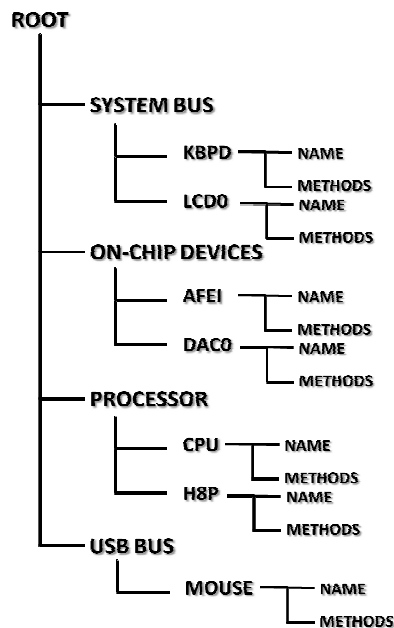 ROOT
SYSTEM BUS
KBPD NAME
METHODS
LCD0 NAME
METHODS
ON-CHIP DEVICES
AFEI NAME
METHODS
DAC0 NAME
METHODS
PROCESSOR
CPU NAME
METHODS
H8P NAME
METHODS
USB BUS
MOUSE NAME
METHODS